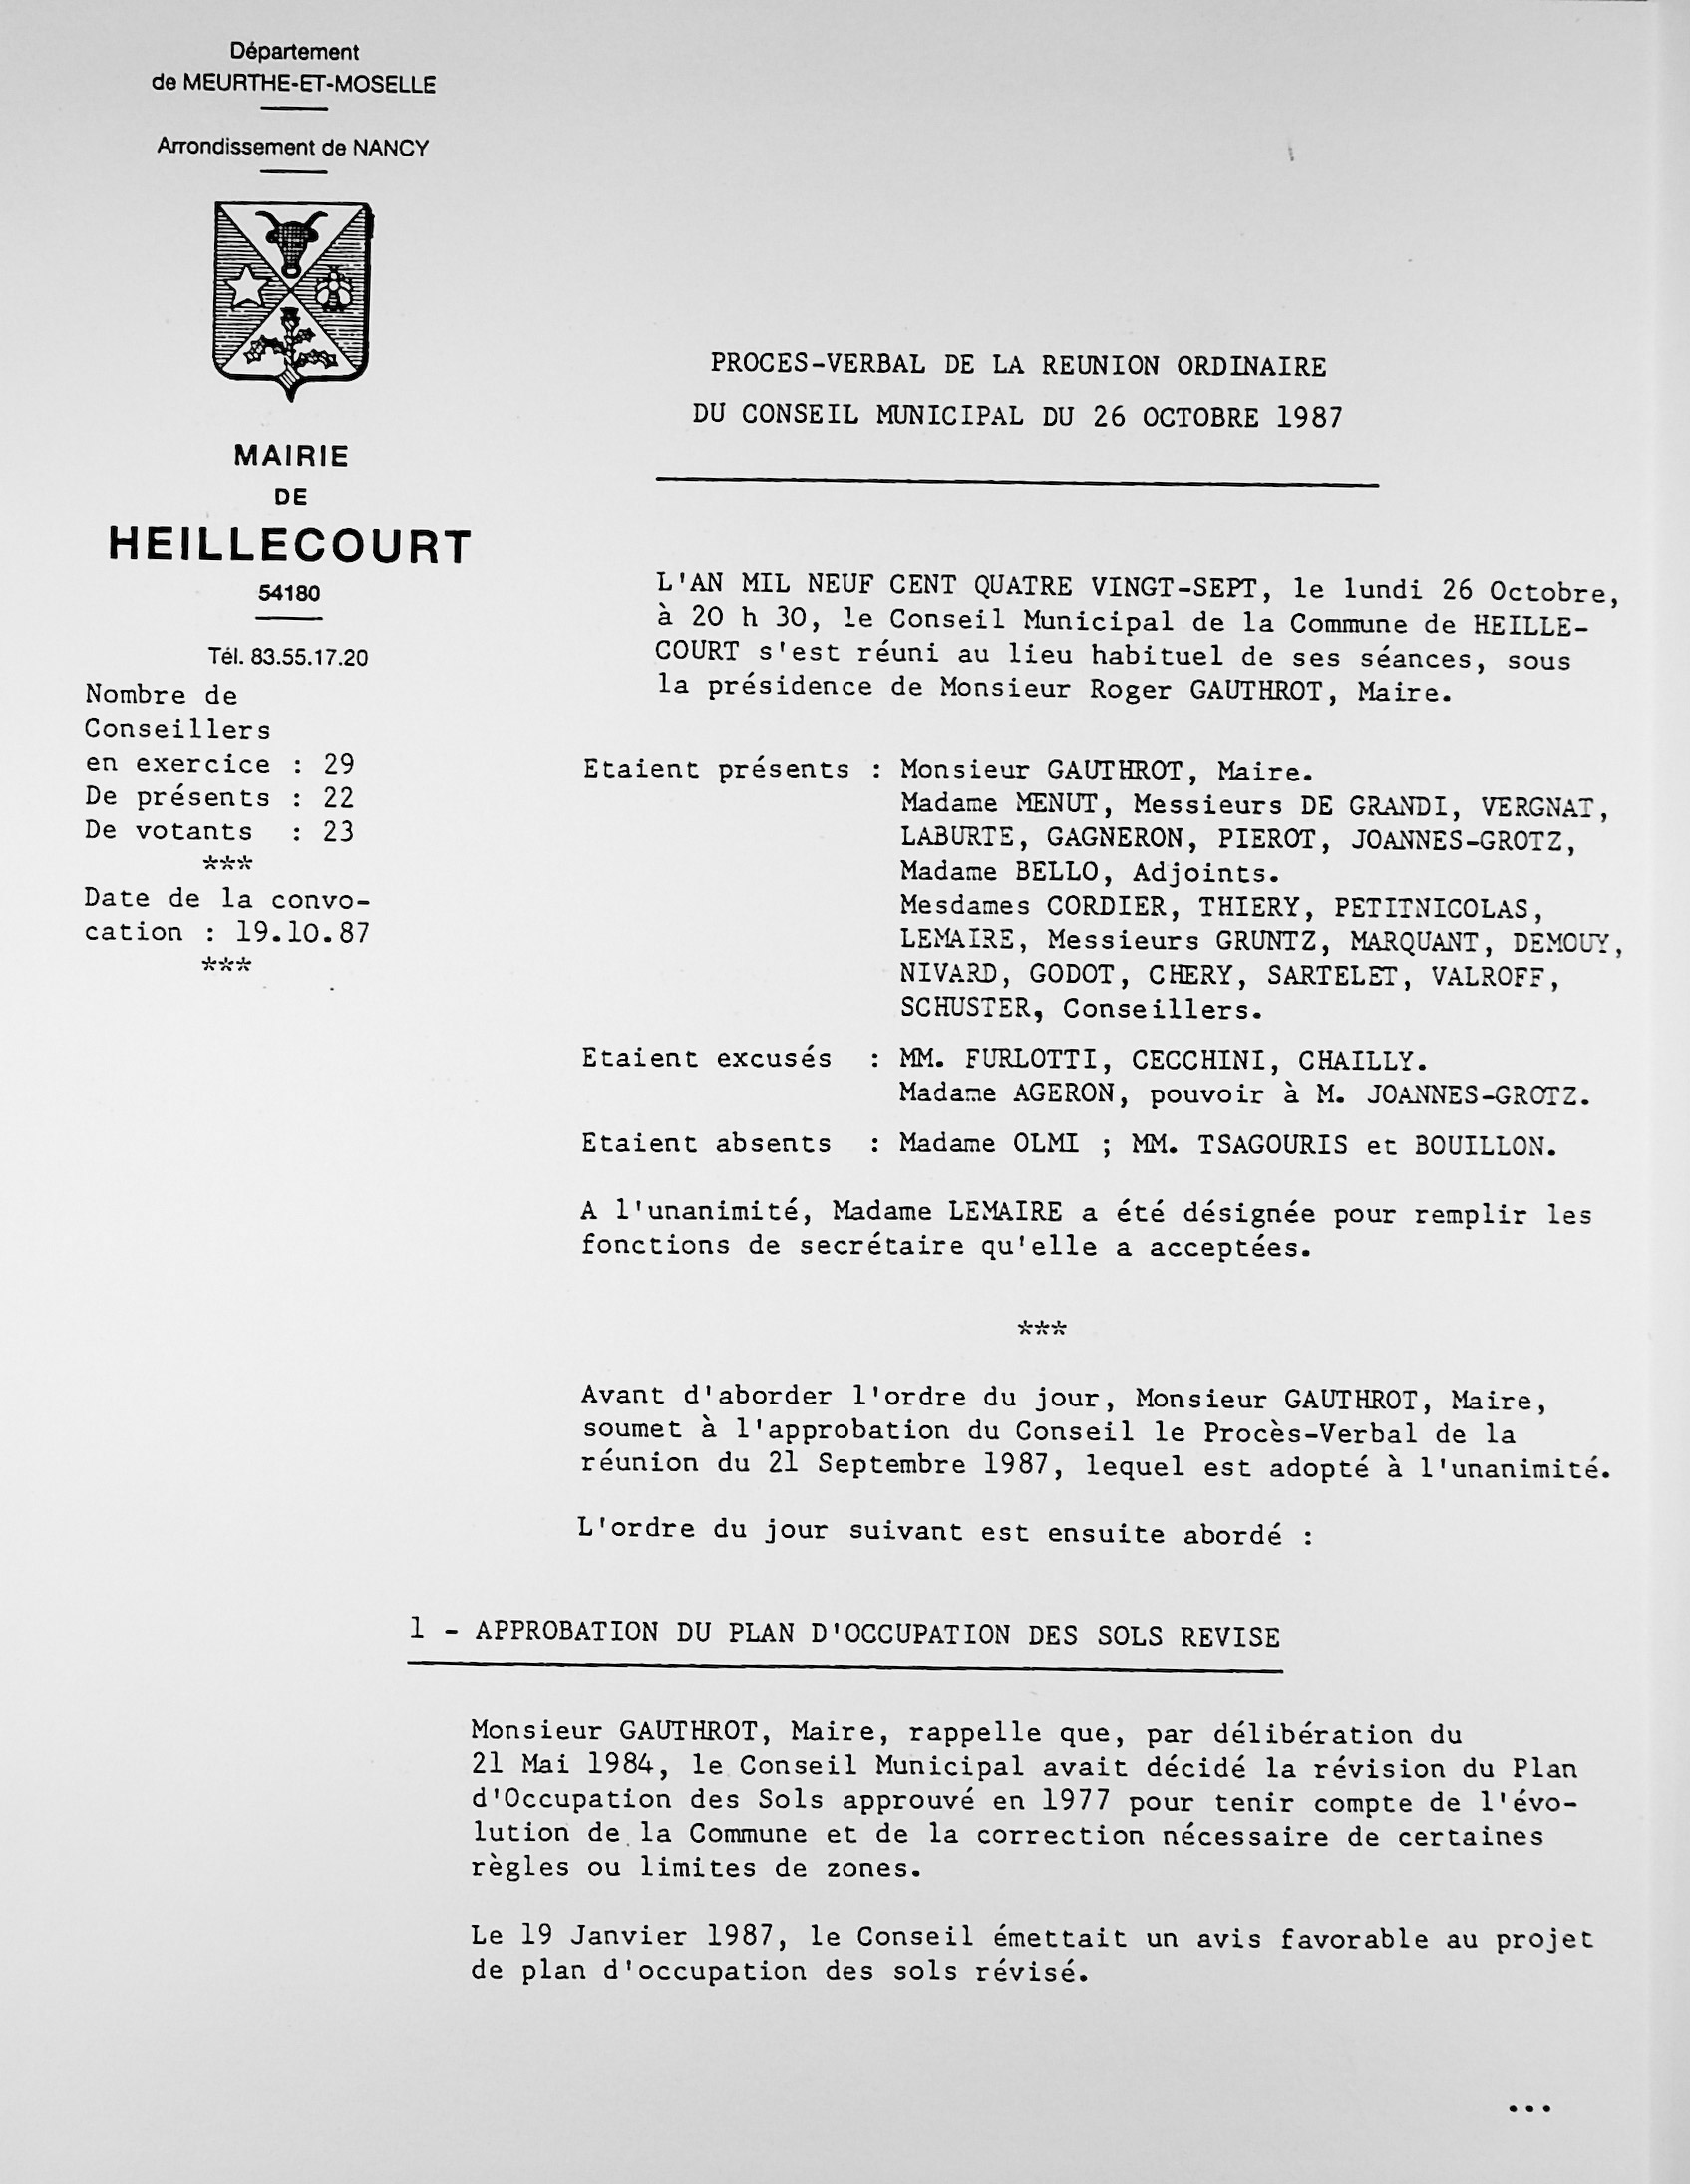 Département
de MEURTHE-ET-MOSELLE
Arrondissement de NANCY
MAIRIE
DE
HEILLECOURT
54180
Tél. 83.55.17.20
Nombre de
Conseillers
en exercice : 29
De présents : 22
De votants : 23
***
Date de la convo-
cation : 19.10.87
***
PROCES-VERBAL DE LA REUNION ORDINAIRE
DU CONSEIL MUNICIPAL DU 26 OCTOBRE 1987
L'AN MIL NEUF CENT QUATRE VINGT-SEPT, le lundi 26 Octobre,
à 20 h 30, le Conseil Municipal de la Commune de HEILLE-
COURT s'est réuni au lieu habituel de ses séances, sous
la présidence de Monsieur Roger GAUTHROT, Maire.
Etaient présents : Monsieur GAUTHROT, Maire.
Madame MENUT, Messieurs DE GRANDI, VERGNAT,
LABURTE, GAGNERON, PIEROT, JOANNES-GROTZ,
Madame BELLO, Adjoints.
Mesdames CORDIER, THIERY, PETITNICOLAS,
LEMAIRE, Messieurs GRUNTZ, MARQUANT, DEMOUY,
NIVARD, GODOT, CHERY, SARTELET, VALROFF,
SCHUSTER, Conseillers.
Etaient excusés : MM. FURLOTTI, CECCHINI, CHAILLY.
Madame AGERON, pouvoir à M. JOANNES-GROTZ.
Etaient absents : Madame OLMI ; MM. TSAGOURIS et BOUILLON.
A l'unanimité, Madame LEMAIRE a été désignée pour remplir les
fonctions de secrétaire qu'elle a acceptées.
***
Avant d'aborder l'ordre du jour, Monsieur GAUTHROT, Maire,
soumet à l'approbation du Conseil le Procès-Verbal de la
réunion du 21 Septembre 1987, lequel est adopté à l'unanimité.
L'ordre du jour suivant est ensuite abordé :
1 - APPROBATION DU PLAN D'OCCUPATION DES SOLS REVISE
Monsieur GAUTHROT, Maire, rappelle que, par délibération du
21 Mai 1984, le Conseil Municipal avait décidé la révision du Plan
d'Occupation des Sols approuvé en 1977 pour tenir compte de l'évo-
lution de la Commune et de la correction nécessaire de certaines
règles ou limites de zones.
Le 19 Janvier 1987, le Conseil émettait un avis favorable au projet
de plan d'occupation des sols révisé.
...